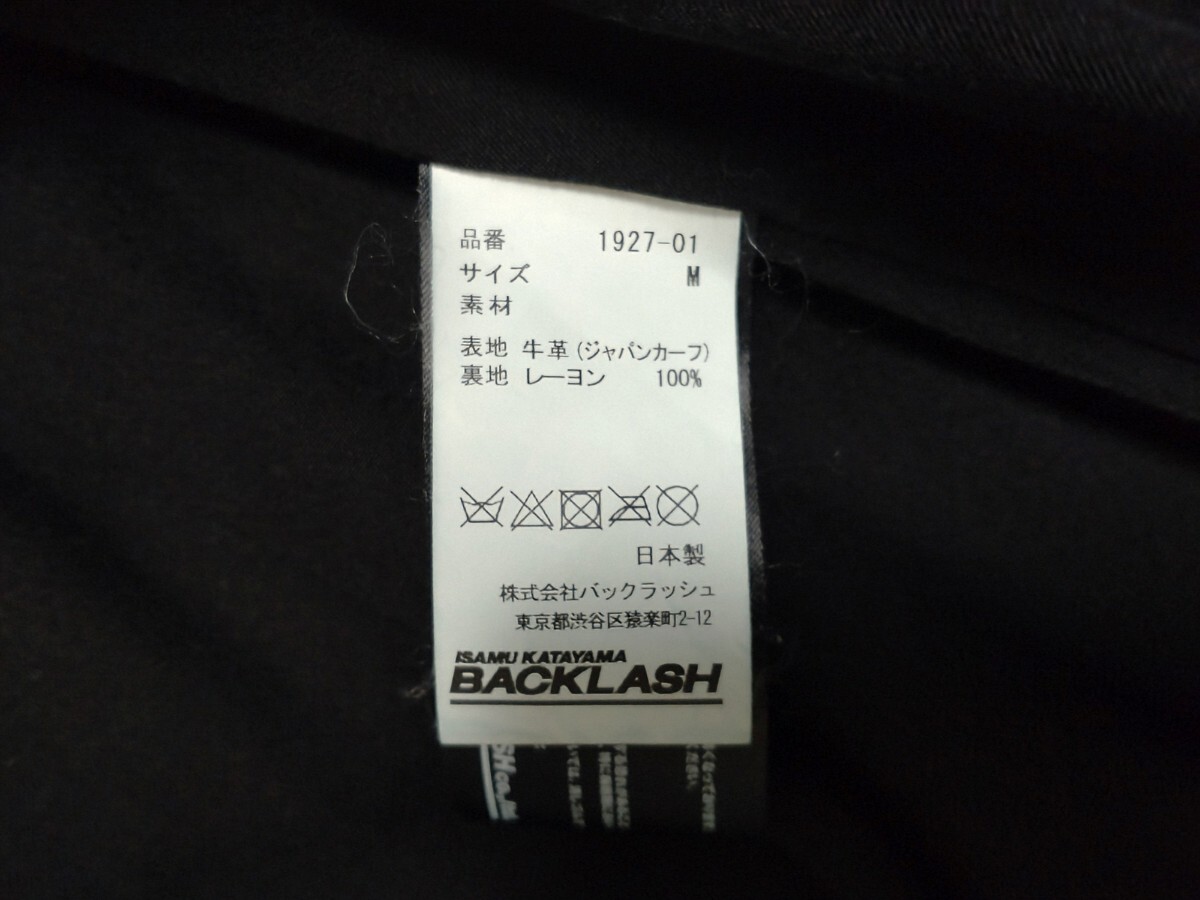 品番 1927-01
サイズ M
素材
表地 牛革(ジャパンカーフ)
裏地 レーヨン 100%
日本製
株式会社バックラッシュ
東京都渋谷区猿楽町2-12
ISAMU KATAYAMA
BACKLASH